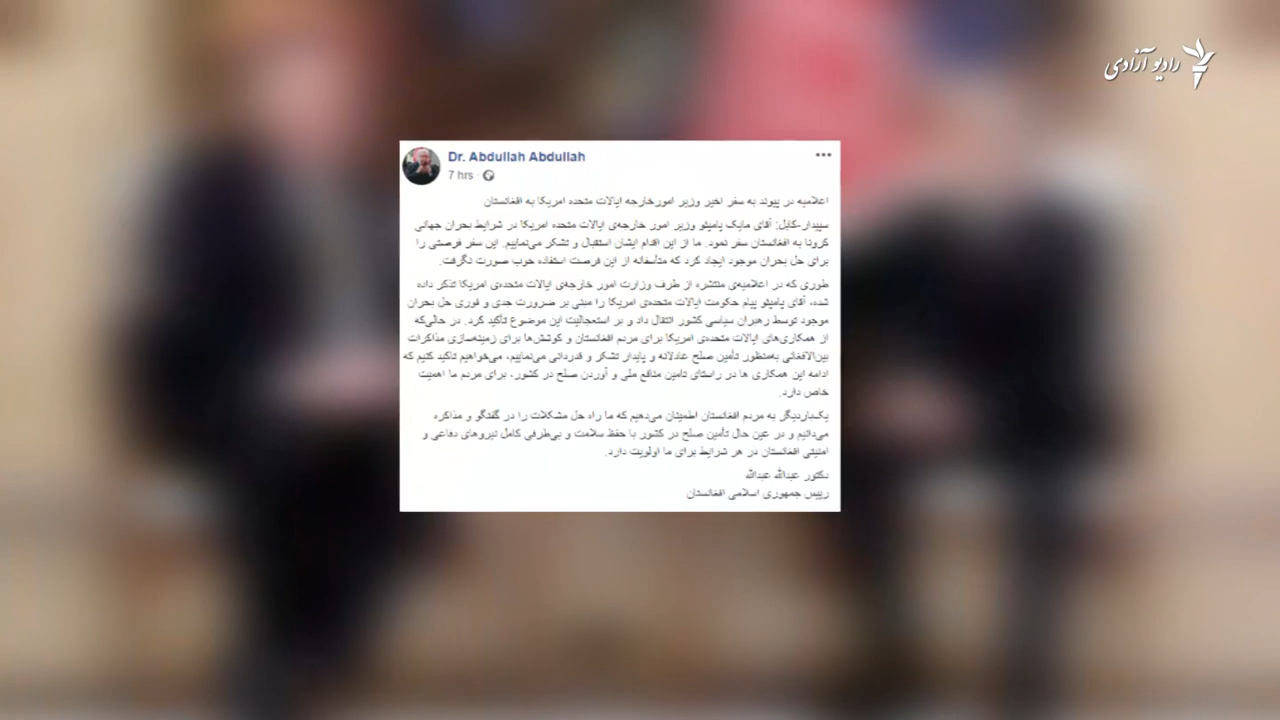 رادیو آزادی
Dr. Abdullah Abdullah
7 hrs
اعلامیه در پیوند به سفر اخیر وزیر امورخارجه ایالات متحده امریکا به افغانستان
سپیدار-کابل: آقای مایک پامپئو وزیر امور خارجه‌ی ایالات متحده امریکا در شرایط بحران جهانی
کرونا به افغانستان سفر نمود. ما از این اقدام ایشان استقبال و تشکر می‌نماییم. این سفر فرصتی را
برای حل بحران موجود ایجاد کرد که متأسفانه از این فرصت استفاده خوب صورت نگرفت.
طوری که در اعلامیه‌ی منتشره از طرف وزارت امور خارجه‌ی ایالات متحده‌ی امریکا تذکر داده
شده، آقای پامپئو پیام حکومت ایالات متحده‌ی امریکا را مبنی بر ضرورت جدی و فوری حل بحران
موجود توسط رهبران سیاسی کشور انتقال داد و بر استعجالیت این موضوع تأکید کرد. در حالی‌که
از همکاری‌های ایالات متحده‌ی امریکا برای مردم افغانستان و کوشش‌ها برای زمینه‌سازی مذاکرات
بین‌الافغانی به‌منظور تأمین صلح عادلانه و پایدار تشکر و قدردانی می‌نماییم، می‌خواهیم تاکید کنیم که
ادامه این همکاری ها در راستای تامین منافع ملی و آوردن صلح در کشور، برای مردم ما اهمیت
خاص دارد.
یک‌باردیگر به مردم افغانستان اطمینان می‌دهیم که ما راه حل مشکلات را در گفتگو و مذاکره
می‌دانیم و در عین حال تأمین صلح در کشور با حفظ سلامت و بی‌طرفی کامل نیروهای دفاعی و
امنیتی افغانستان در هر شرایط برای ما اولویت دارد.
دکتور عبدالله عبدالله
رییس جمهوری اسلامی افغانستان